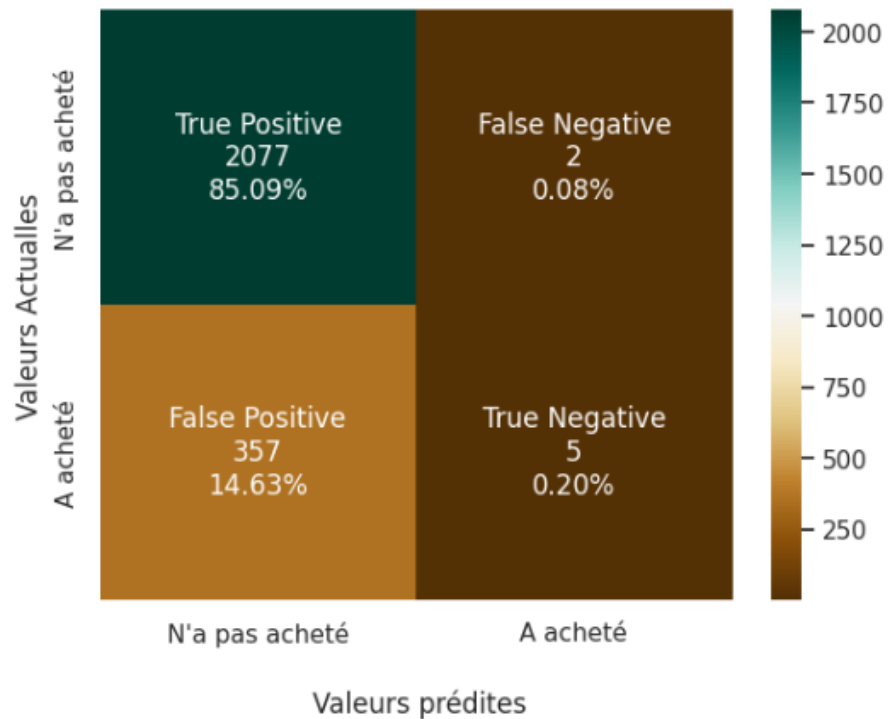 Valeurs Actualles
N'a pas acheté
A acheté
True Positive
2077
85.09%
False Negative
2
0.08%
False Positive
357
14.63%
True Negative
5
0.20%
N'a pas acheté
A acheté
Valeurs prédites
2000
1750
1500
1250
1000
750
500
250